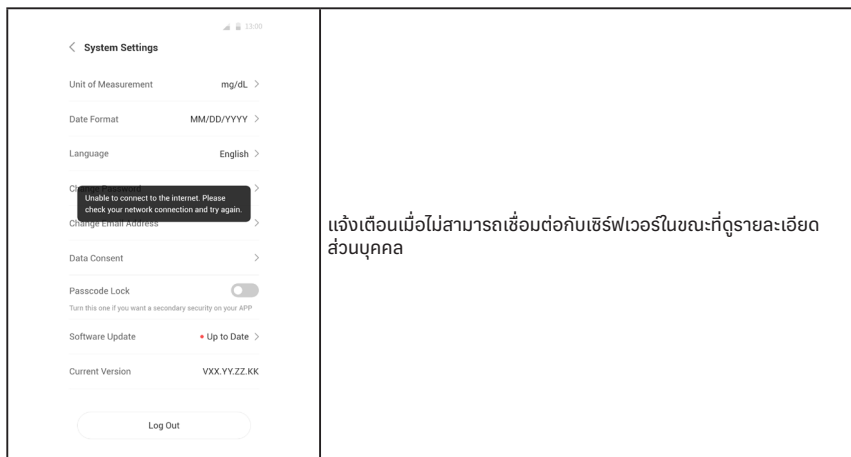 13:00
System Settings
Unit of Measurement mg/dL
Date Format MM/DD/YYYY
Language English
Change Password
Unable to connect to the internet. Please
check your network connection and try again.
Change Email Address
Data Consent
Passcode Lock
Turn this one if you want a secondary security on your APP
Software Update Up to Date
Current Version VXX.YY.ZZ.KK
Log Out
แจ้งเตือนเมื่อไม่สามารถเชื่อมต่อกับเซิร์ฟเวอร์ในขณะที่ดูรายละเอียด
ส่วนบุคคล